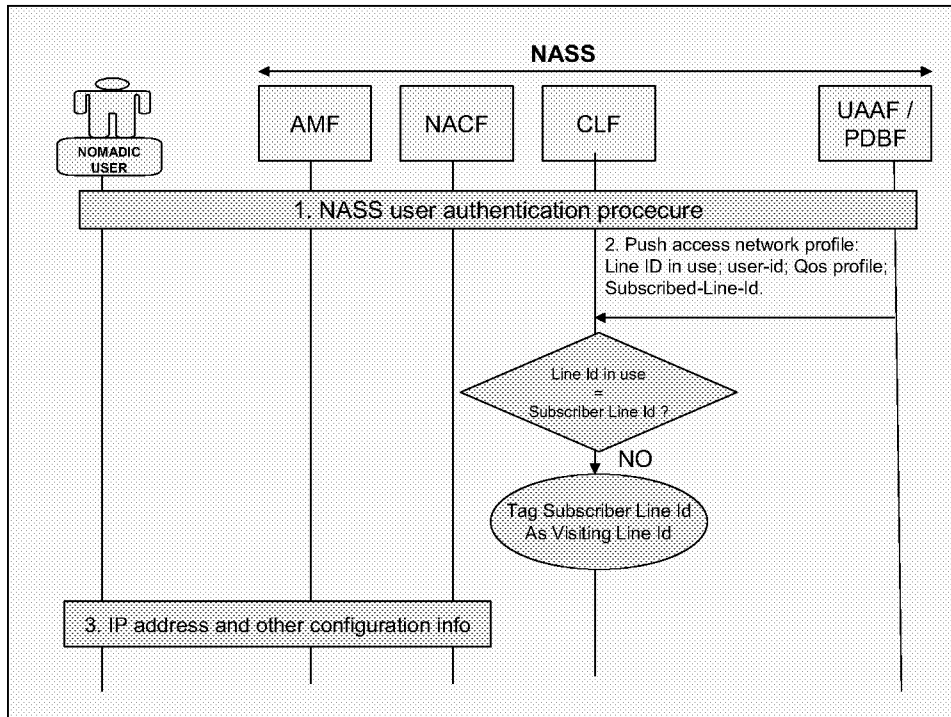 NASS
NOMADIC
USER
AMF
NACF
CLF
UAAF /
PDBF
1. NASS user authentication procecure
2. Push access network profile:
Line ID in use; user-id; Qos profile;
Subscribed-Line-Id.
Line Id in use
=
Subscriber Line Id ?
NO
Tag Subscriber Line Id
As Visiting Line Id
3. IP address and other configuration info